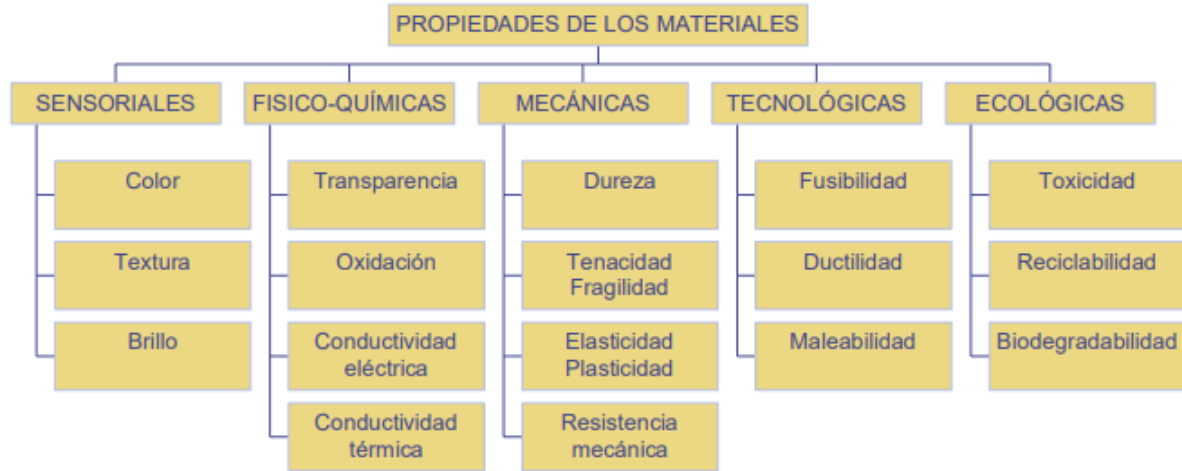 PROPIEDADES DE LOS MATERIALES
SENSORIALES
Color
Textura
Brillo
FISICO-QUÍMICAS
Transparencia
Oxidación
Conductividad
eléctrica
Conductividad
térmica
MECÁNICAS
Dureza
Tenacidad
Fragilidad
Elasticidad
Plasticidad
Resistencia
mecánica
TECNOLÓGICAS
Fusibilidad
Ductilidad
Maleabilidad
ECOLÓGICAS
Toxicidad
Reciclabilidad
Biodegradabilidad